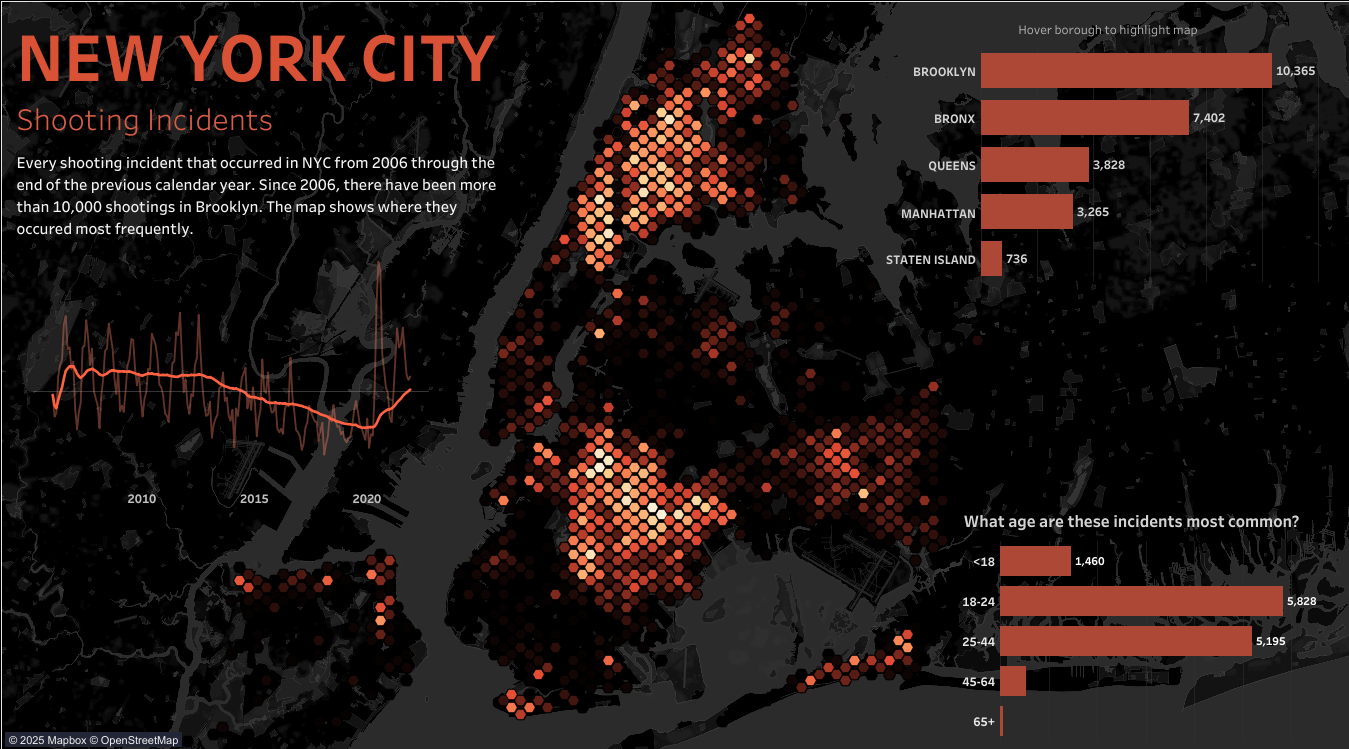 NEW YORK CITY
Shooting Incidents
Every shooting incident that occurred in NYC from 2006 through the
end of the previous calendar year. Since 2006, there have been more
than 10,000 shootings in Brooklyn. The map shows where they
occured most frequently.
2010 2015 2020
Hover borough to highlight map
BROOKLYN 10,365
BRONX 7,402
QUEENS 3,828
MANHATTAN 3,265
STATEN ISLAND 736
What age are these incidents most common?
<18 1,460
18-24 5,828
25-44 5,195
45-64
65+
© 2025 Mapbox © OpenStreetMap